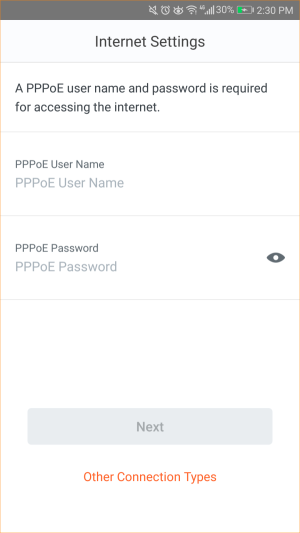 4G 30% 2:30 PM
Internet Settings
A PPPoE user name and password is required
for accessing the internet.
PPPoE User Name
PPPoE User Name
PPPoE Password
PPPoE Password
Next
Other Connection Types